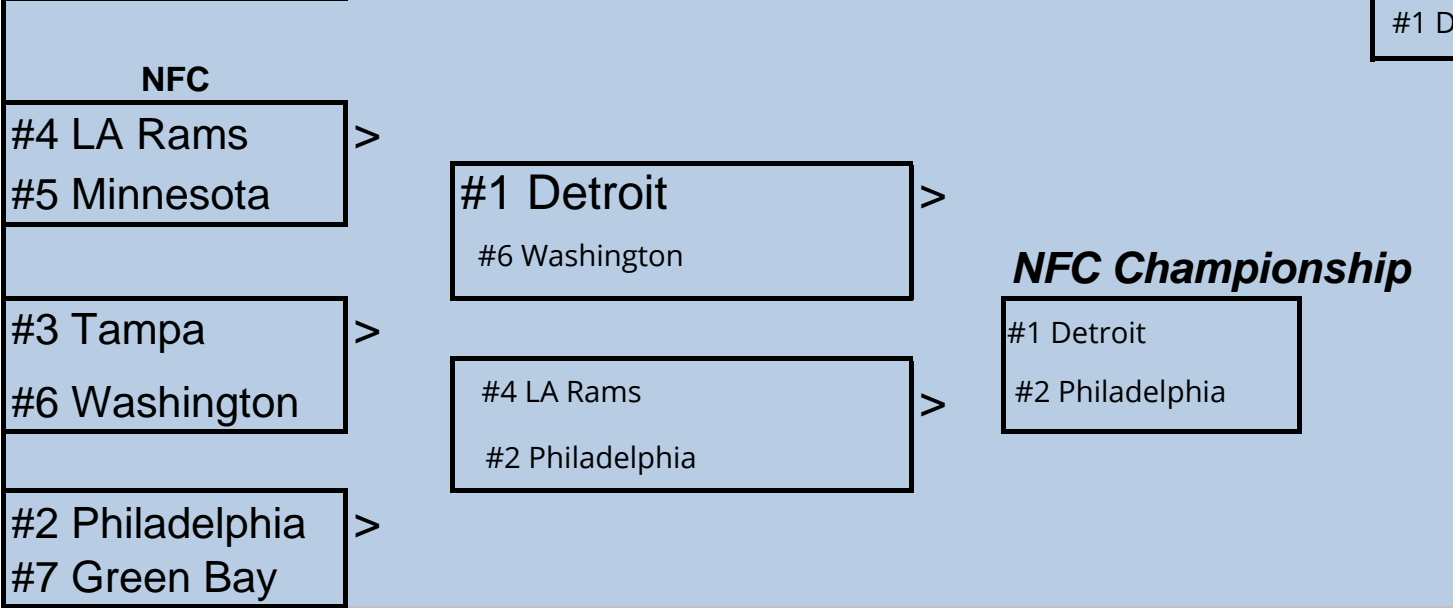 #1 D
NFC
#4 LA Rams >
#5 Minnesota
#1 Detroit >
#6 Washington
#3 Tampa >
#6 Washington
#4 LA Rams >
#2 Philadelphia
NFC Championship
#1 Detroit
#2 Philadelphia
#2 Philadelphia >
#7 Green Bay